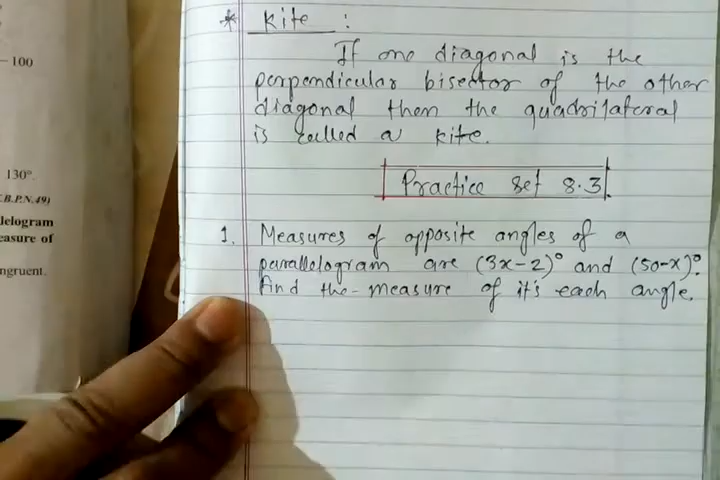 – 100
130°.
C.B.P.N.49)
lelogram
easure of
ngruent.
* Kite :
If one diagonal is the
perpendicular bisector of the other
diagonal then the quadrilateral
is called a kite.
Practice set 8.3
1. Measures of opposite angles of a
parallelogram are (3x-2)° and (50-x)°.
Find the measure of it's each angle.